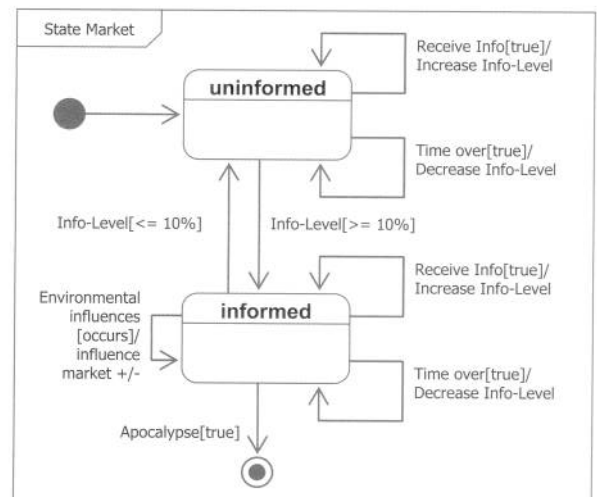 State Market
Receive Info[true]/
Increase Info-Level
uninformed
Time over[true]/
Decrease Info-Level
Info-Level[<= 10%]
Info-Level[>= 10%]
Receive Info[true]/
Increase Info-Level
Environmental
influences
[occurs]/
influence
market +/-
informed
Time over[true]/
Decrease Info-Level
Apocalypse[true]